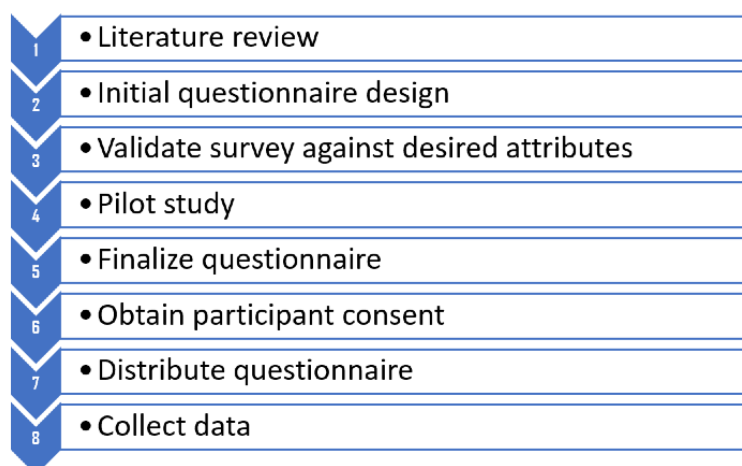 1 • Literature review
2 • Initial questionnaire design
3 • Validate survey against desired attributes
4 • Pilot study
5 • Finalize questionnaire
6 • Obtain participant consent
7 • Distribute questionnaire
8 • Collect data